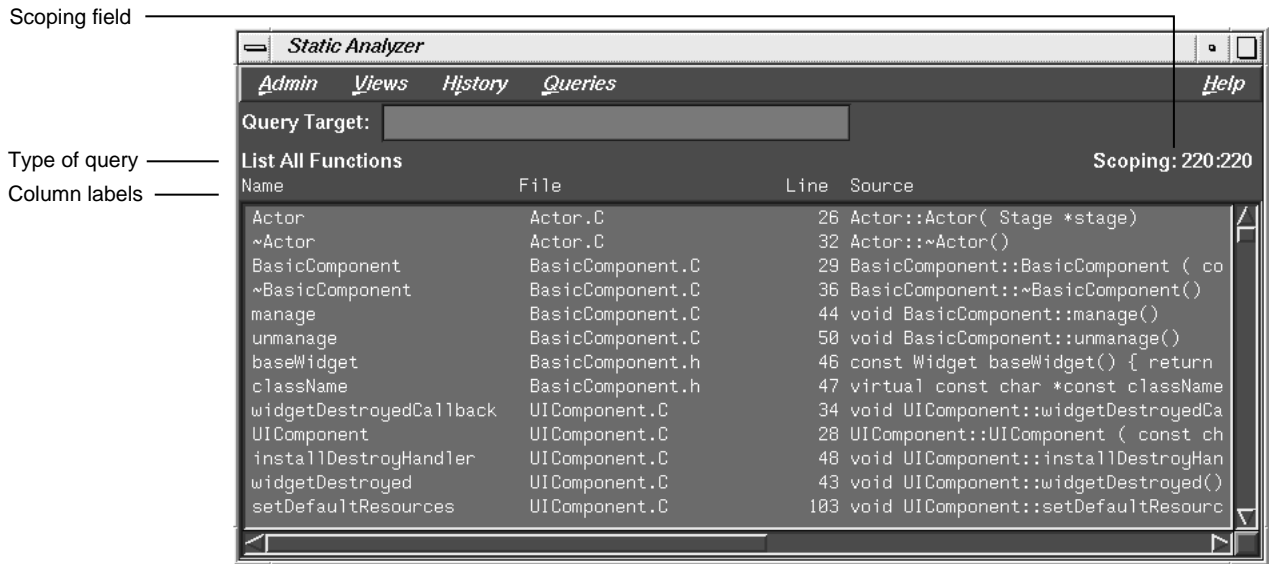 Scoping field
Static Analyzer
Admin Views History Queries Help
Query Target:
Type of query
List All Functions Scoping: 220:220
Column labels
Name File Line Source
Actor Actor.C 26 Actor::Actor( Stage *stage)
~Actor Actor.C 32 Actor::~Actor()
BasicComponent BasicComponent.C 29 BasicComponent::BasicComponent ( co
~BasicComponent BasicComponent.C 36 BasicComponent::~BasicComponent()
manage BasicComponent.C 44 void BasicComponent::manage()
unmanage BasicComponent.C 50 void BasicComponent::unmanage()
baseWidget BasicComponent.h 46 const Widget baseWidget() { return
className BasicComponent.h 47 virtual const char *const className
widgetDestroyedCallback UIComponent.C 34 void UIComponent::widgetDestroyedCa
UIComponent UIComponent.C 28 UIComponent::UIComponent ( const ch
installDestroyHandler UIComponent.C 48 void UIComponent::installDestroyHan
widgetDestroyed UIComponent.C 43 void UIComponent::widgetDestroyed()
setDefaultResources UIComponent.C 103 void UIComponent::setDefaultResourc